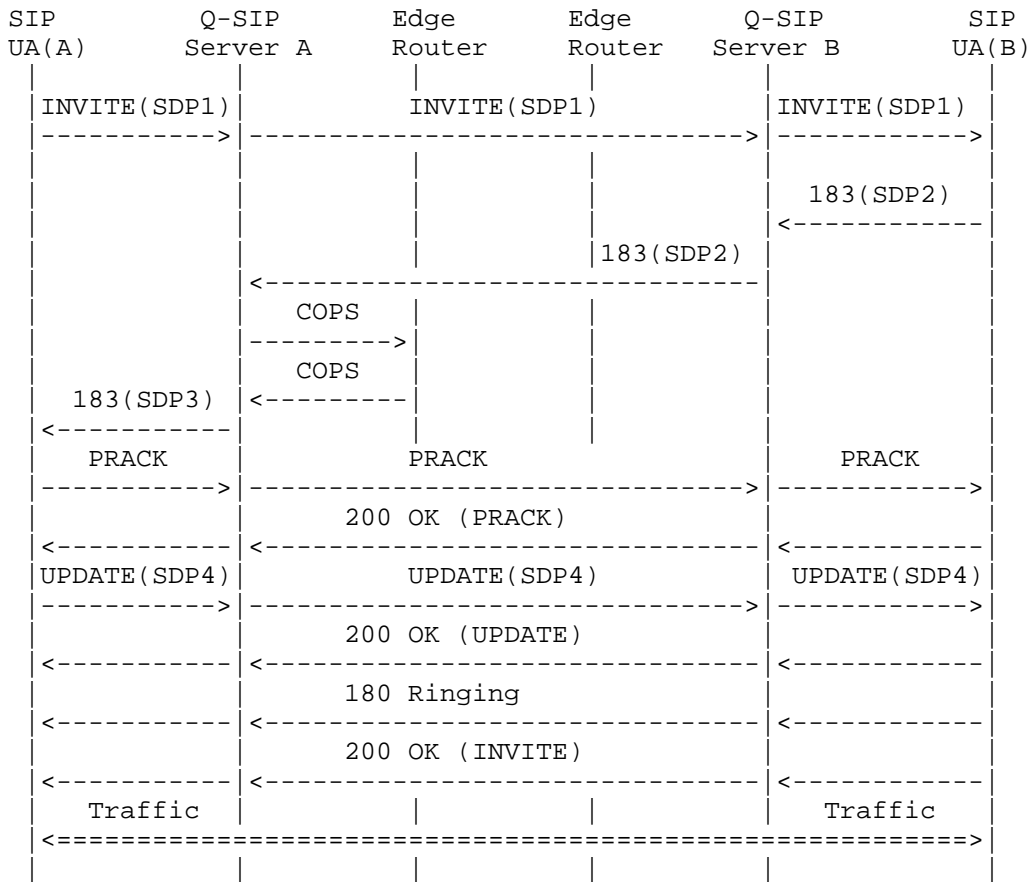 SIP Q-SIP Edge Edge Q-SIP SIP
UA(A) Server A Router Router Server B UA(B)
INVITE(SDP1) INVITE(SDP1) INVITE(SDP1)
183(SDP2)
183(SDP2)
COPS
COPS
183(SDP3)
PRACK PRACK PRACK
200 OK (PRACK)
UPDATE(SDP4) UPDATE(SDP4) UPDATE(SDP4)
200 OK (UPDATE)
180 Ringing
200 OK (INVITE)
Traffic Traffic